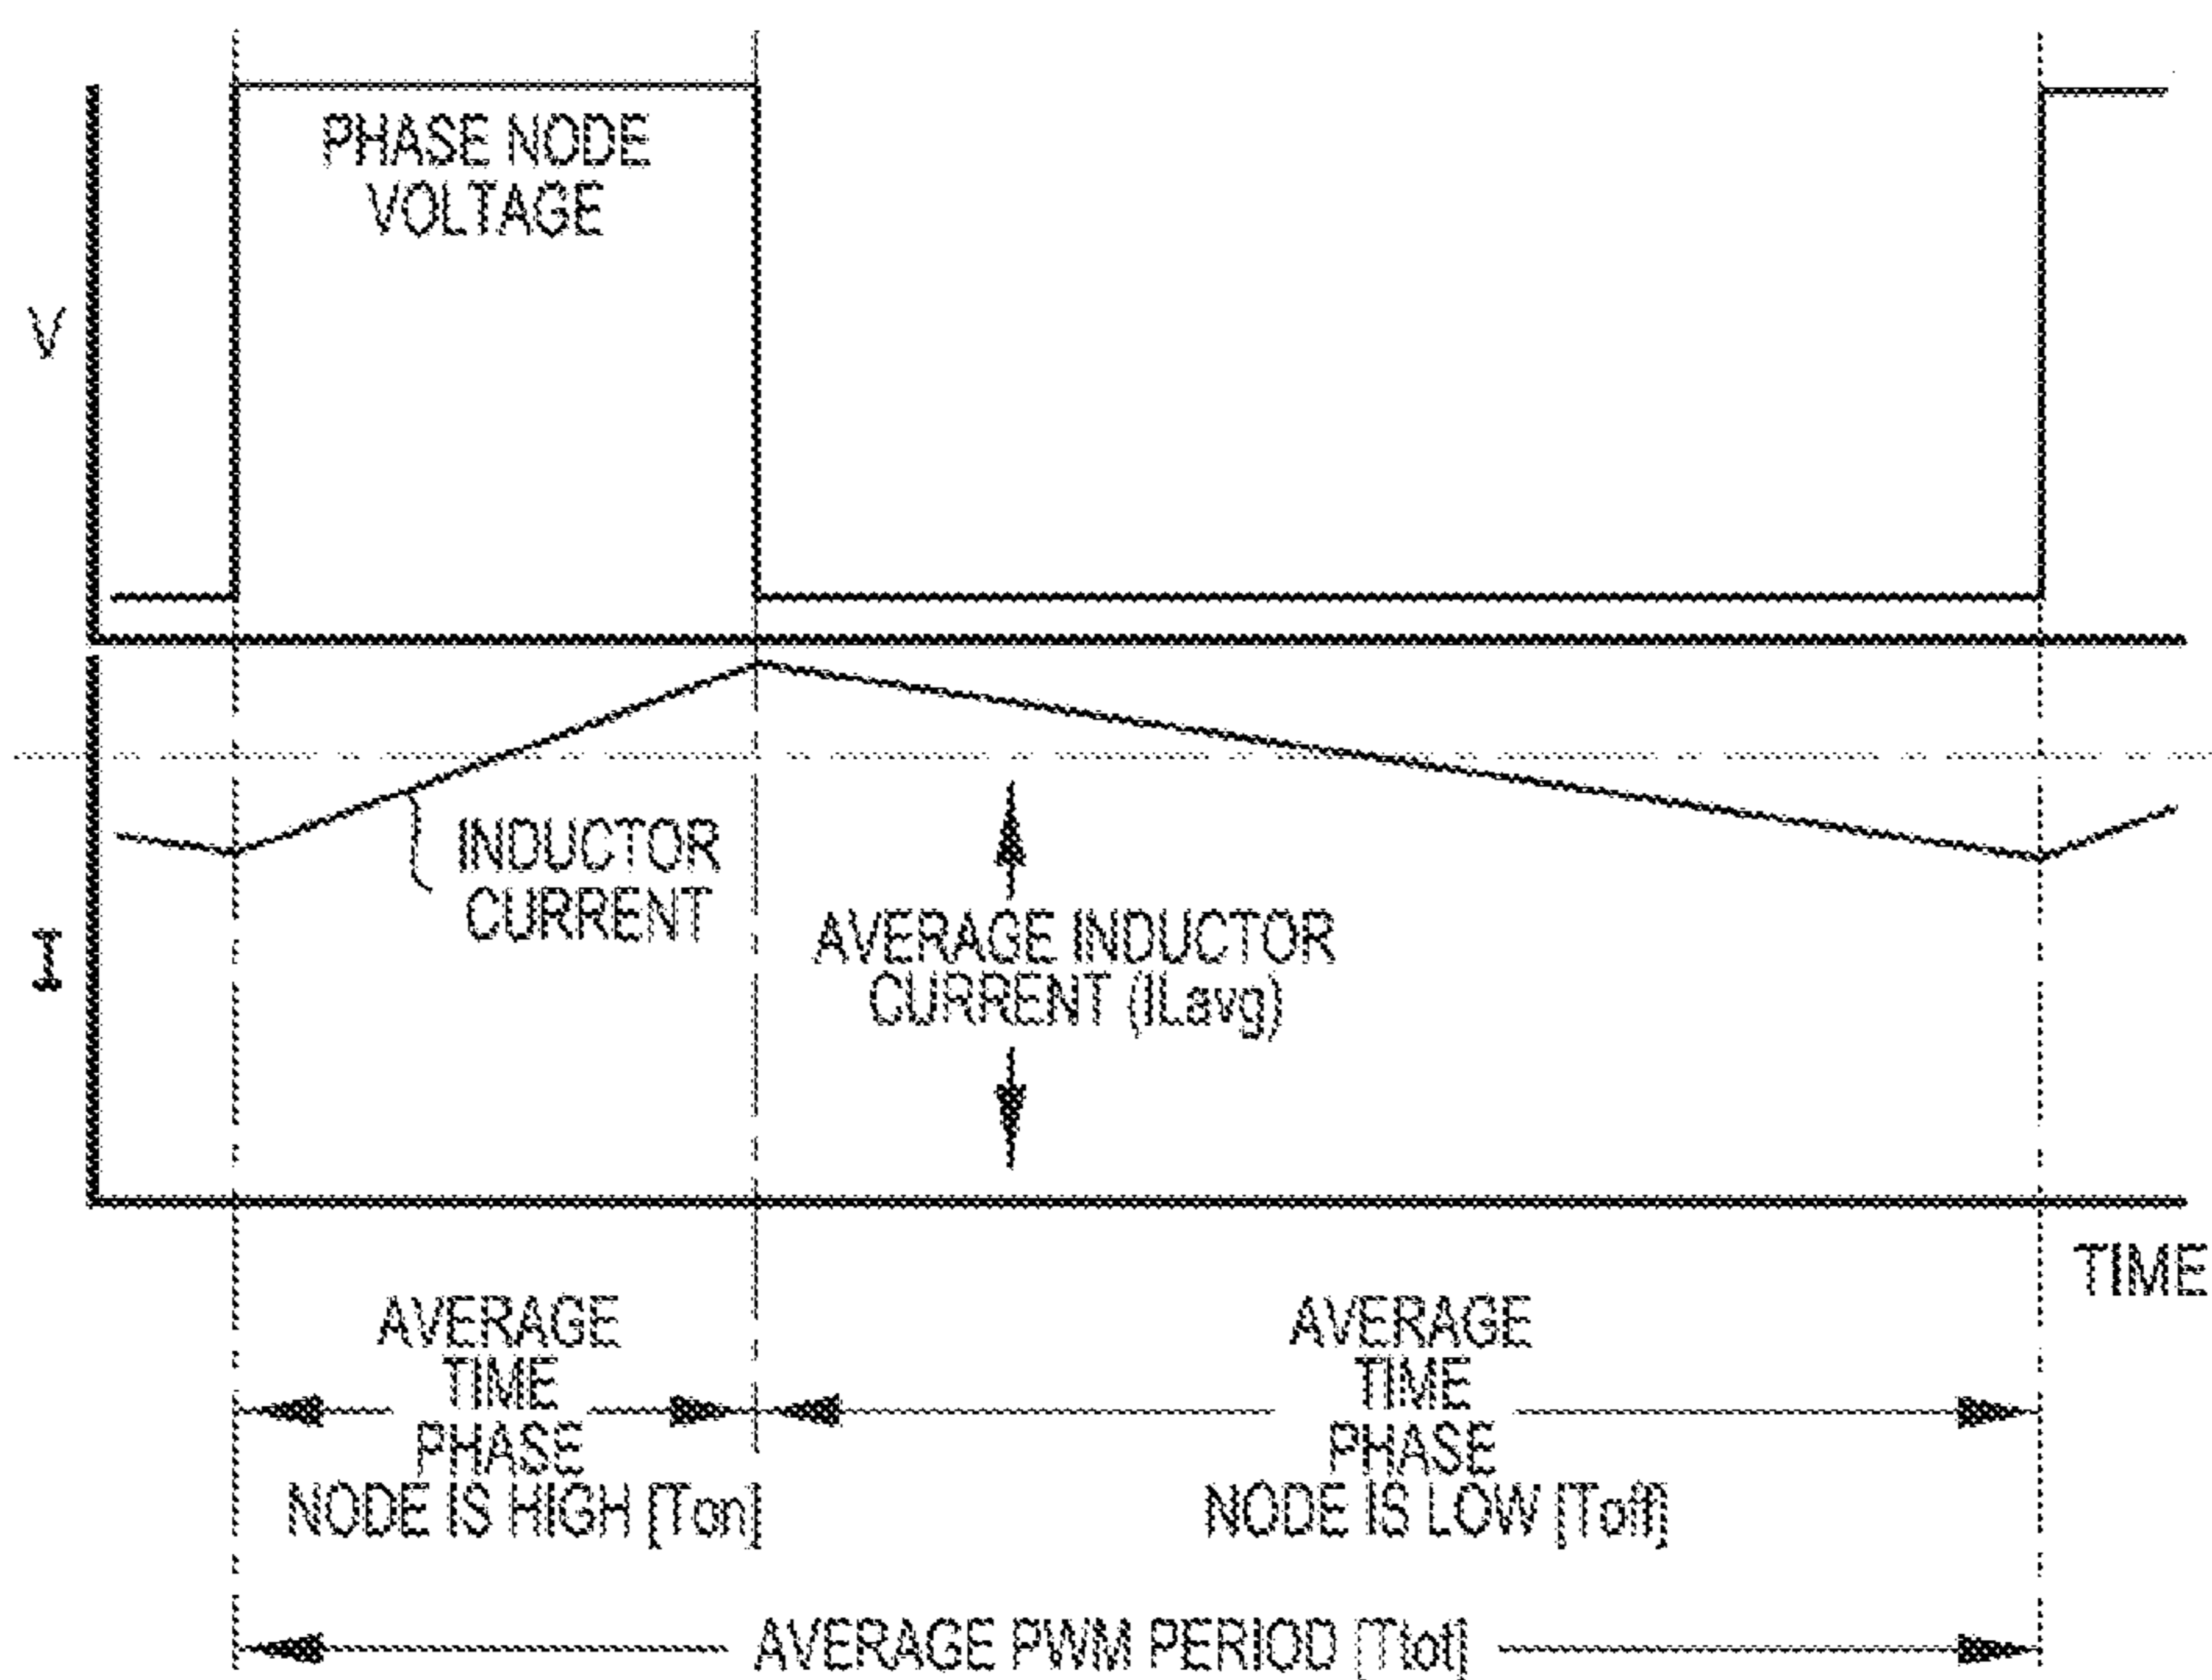 PHASE NODE
VOLTAGE
V
INDUCTOR
CURRENT
I
AVERAGE INDUCTOR
CURRENT (ILavg)
TIME
AVERAGE
TIME
PHASE
NODE IS HIGH [Ton]
AVERAGE
TIME
PHASE
NODE IS LOW [Toff]
AVERAGE PWM PERIOD [Ttot]